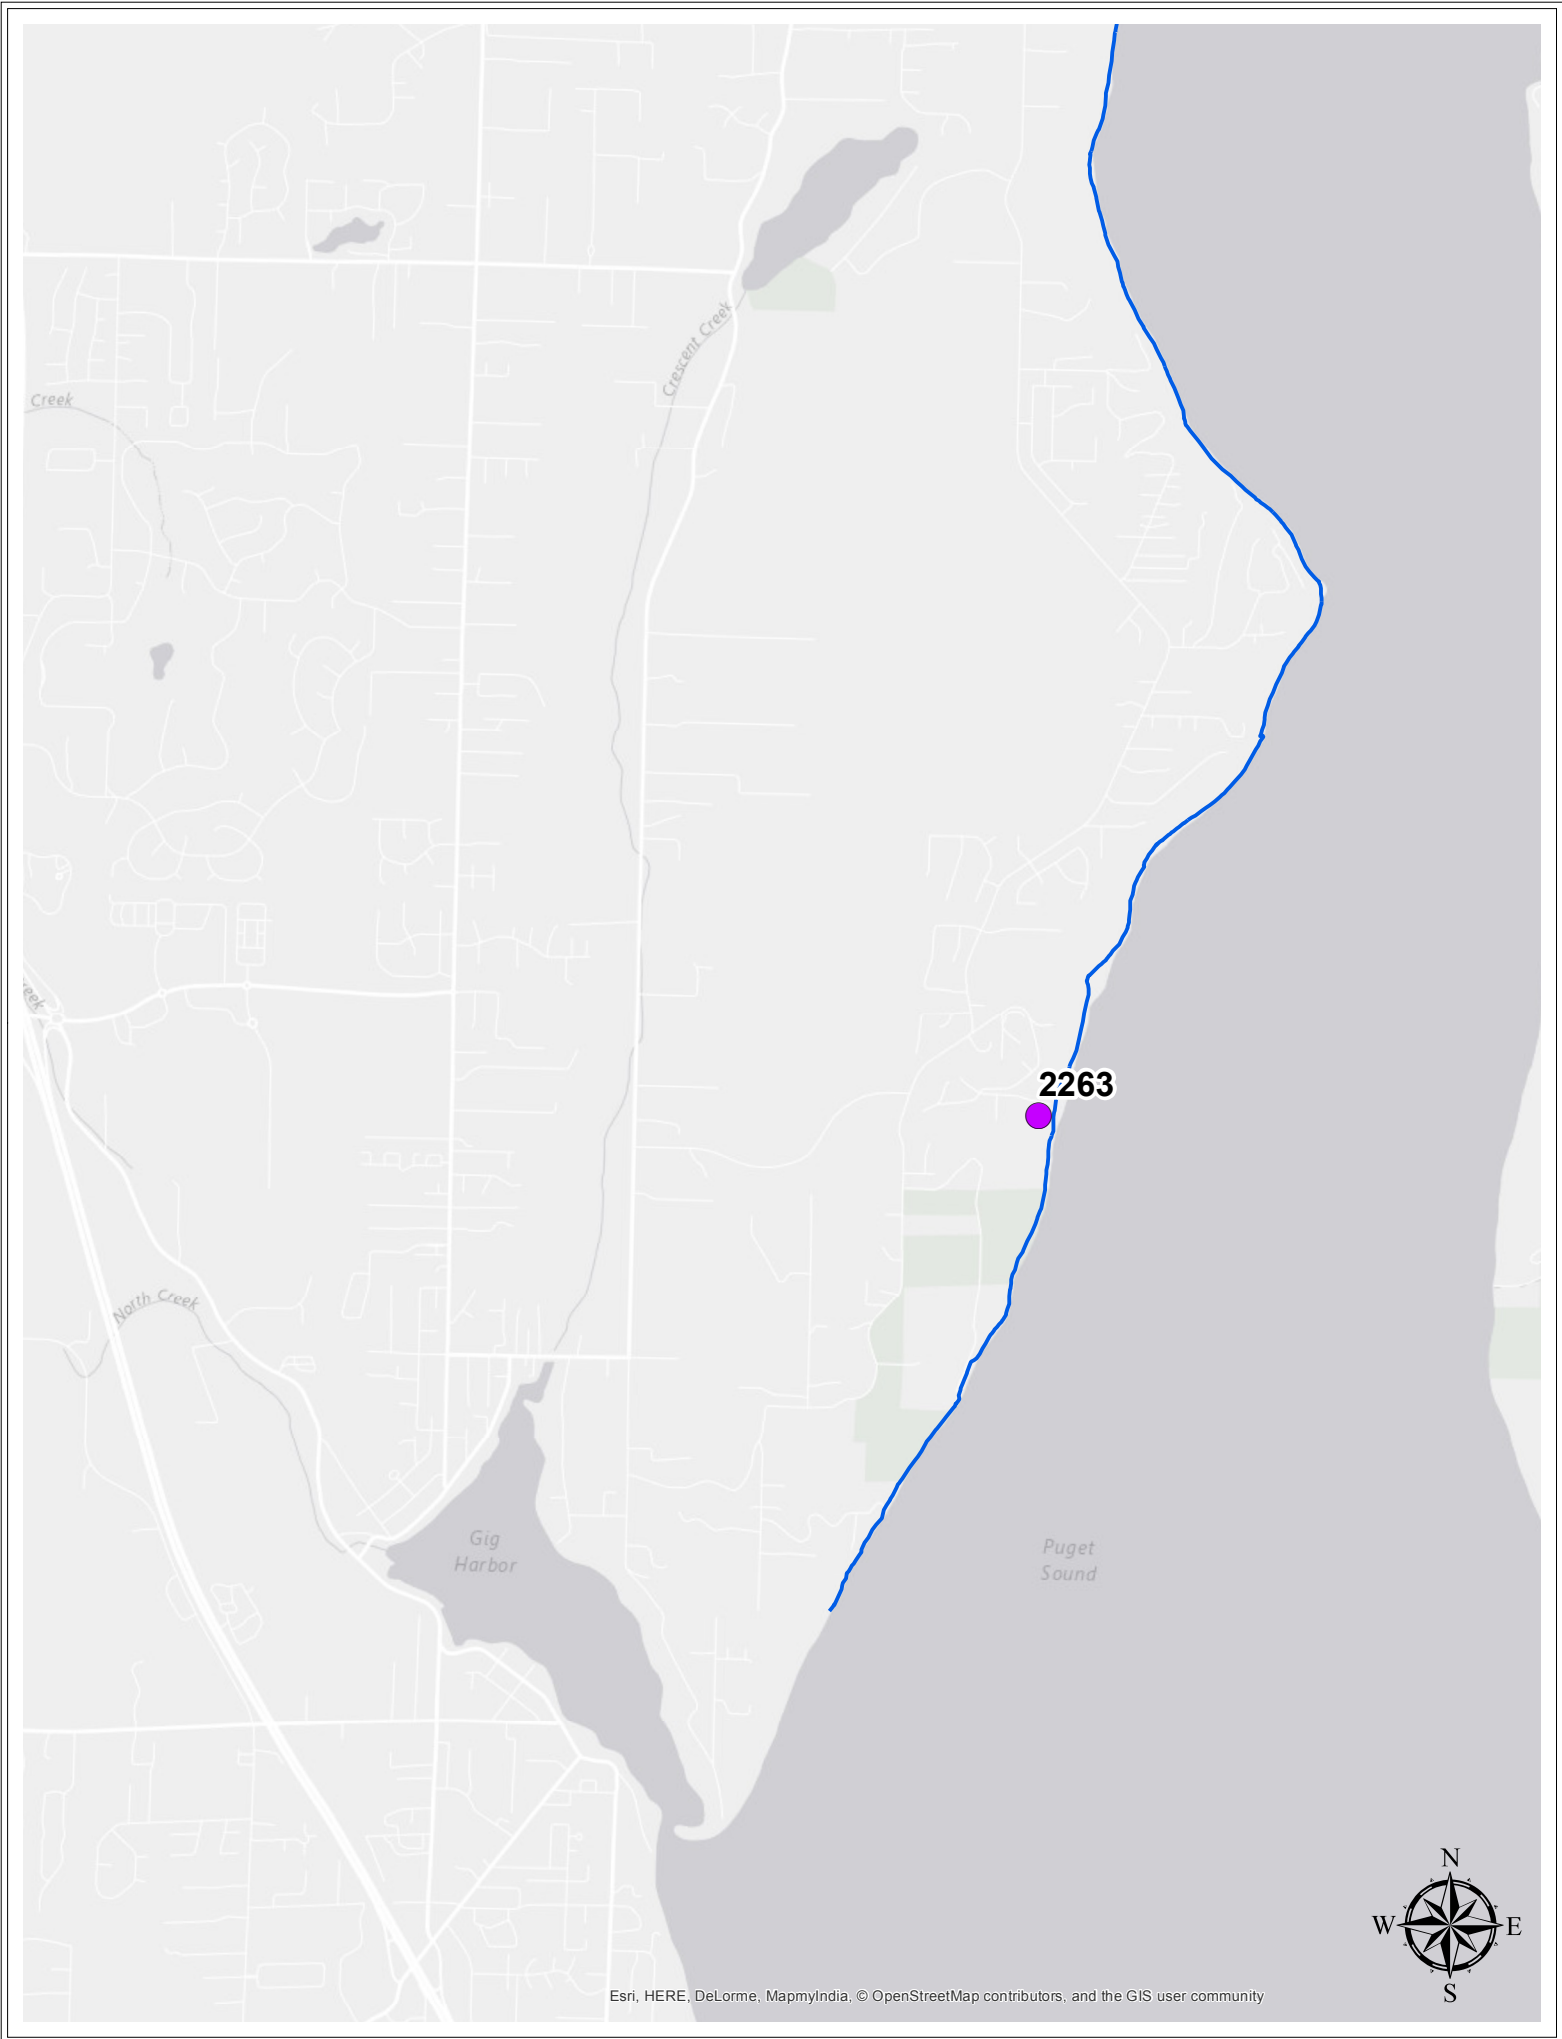 Crescent Creek
Creek
reek
2263
North Creek
Gig
Harbor
Puget
Sound
N
W
E
S
Esri, HERE, DeLorme, MapmyIndia, © OpenStreetMap contributors, and the GIS user community